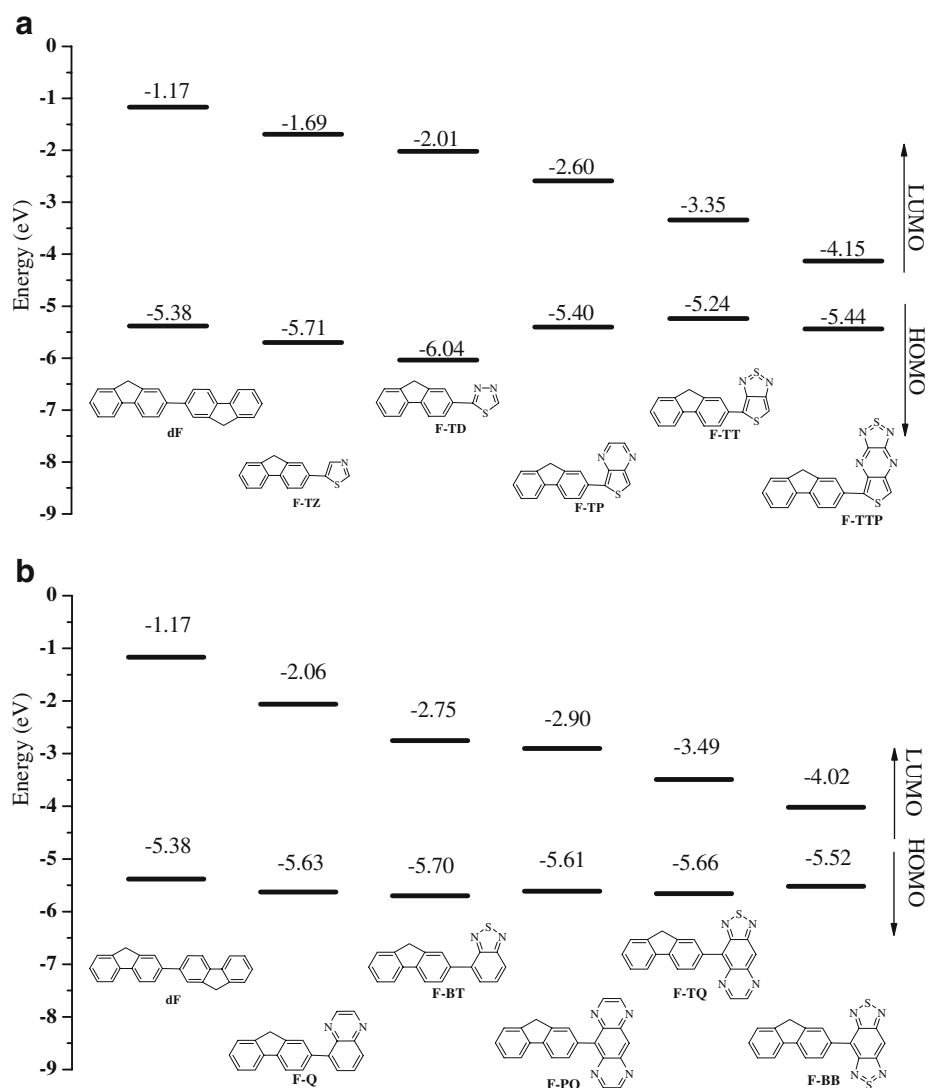 a
0
-1
-2
-3
-4
-5
-6
-7
-8
-9
Energy (eV)
-1.17
-1.69
-2.01
-2.60
-3.35
-4.15
-5.38
-5.71
-6.04
-5.40
-5.24
-5.44
LUMO
HOMO
dF
N
S
F-TZ
N
N
S
F-TD
N
N
S
F-TP
S
N
N
S
F-TT
S
N
N
N
N
S
F-TTP
b
0
-1
-2
-3
-4
-5
-6
-7
-8
-9
Energy (eV)
-1.17
-2.06
-2.75
-2.90
-3.49
-4.02
-5.38
-5.63
-5.70
-5.61
-5.66
-5.52
LUMO
HOMO
dF
N
N
F-Q
S
N
N
F-BT
N
N
N
N
F-PQ
S
N
N
N
N
F-TQ
S
N
N
N
N
S
F-BB